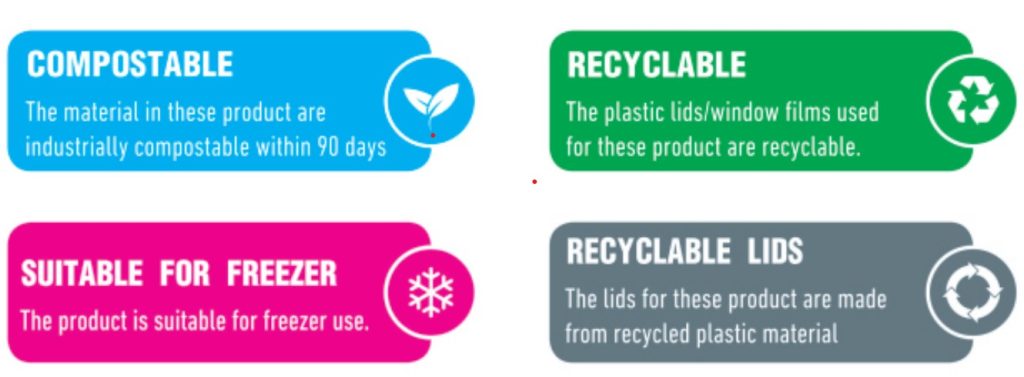 COMPOSTABLE
The material in these product are
industrially compostable within 90 days
RECYCLABLE
The plastic lids/window films used
for these product are recyclable.
SUITABLE FOR FREEZER
The product is suitable for freezer use.
RECYCLABLE LIDS
The lids for these product are made
from recycled plastic material